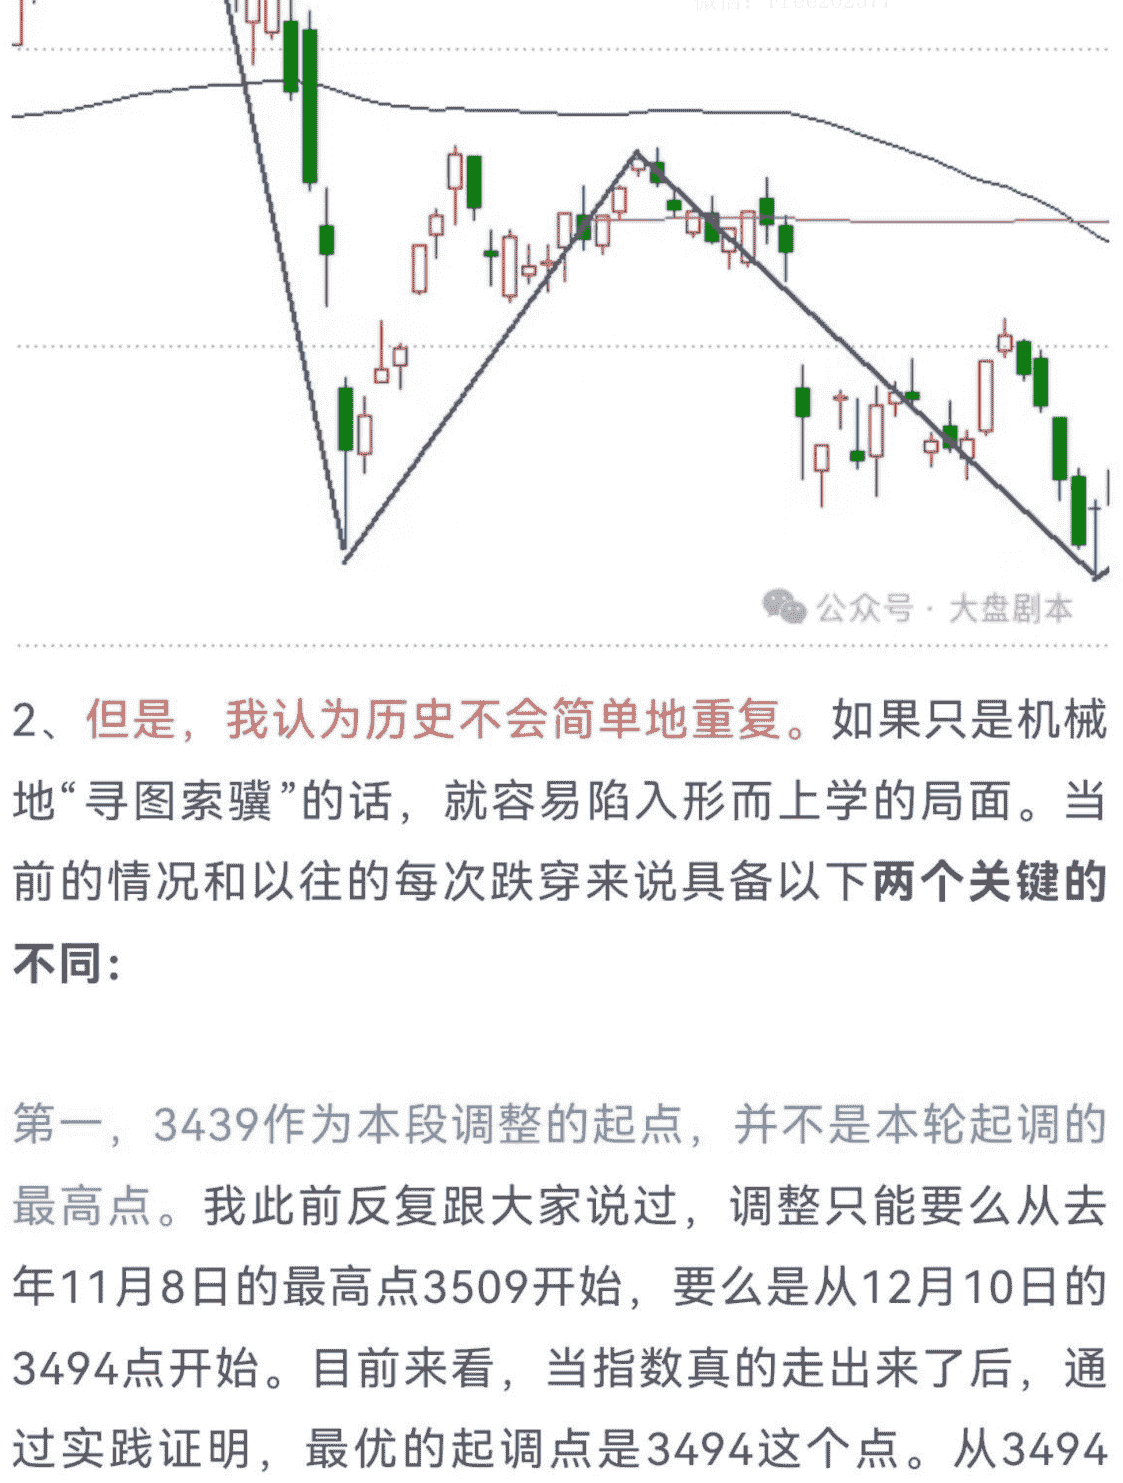 微信：Free202577
公众号 · 大盘剧本
2、但是，我认为历史不会简单地重复。如果只是机械
地“寻图索骥”的话，就容易陷入形而上学的局面。当
前的情况和以往的每次跌穿来说具备以下两个关键的
不同：
第一，3439作为本段调整的起点，并不是本轮起调的
最高点。我此前反复跟大家说过，调整只能要么从去
年11月8日的最高点3509开始，要么是从12月10日的
3494点开始。目前来看，当指数真的走出来了后，通
过实践证明，最优的起调点是3494这个点。从3494